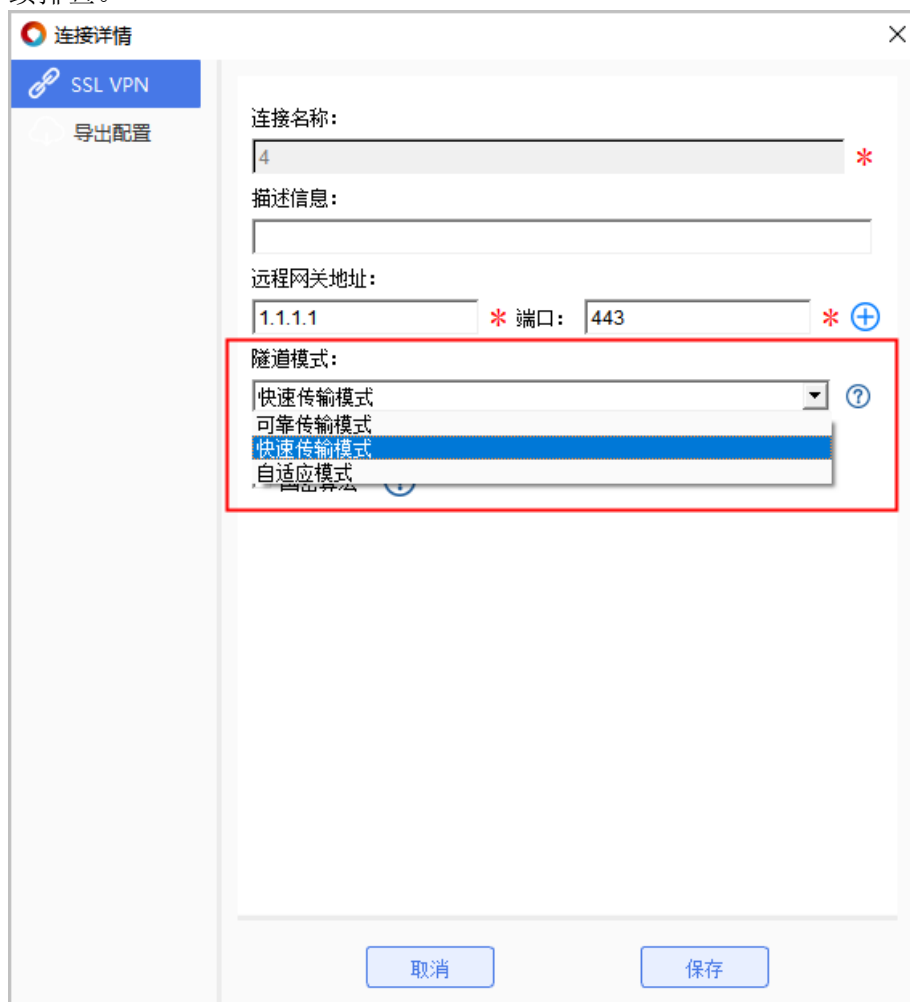 连接详情
SSL VPN
导出配置
连接名称：
4 *
描述信息：
远程网关地址：
1.1.1.1 * 端口： 443 *
隧道模式：
快速传输模式
可靠传输模式
快速传输模式
自适应模式
取消
保存